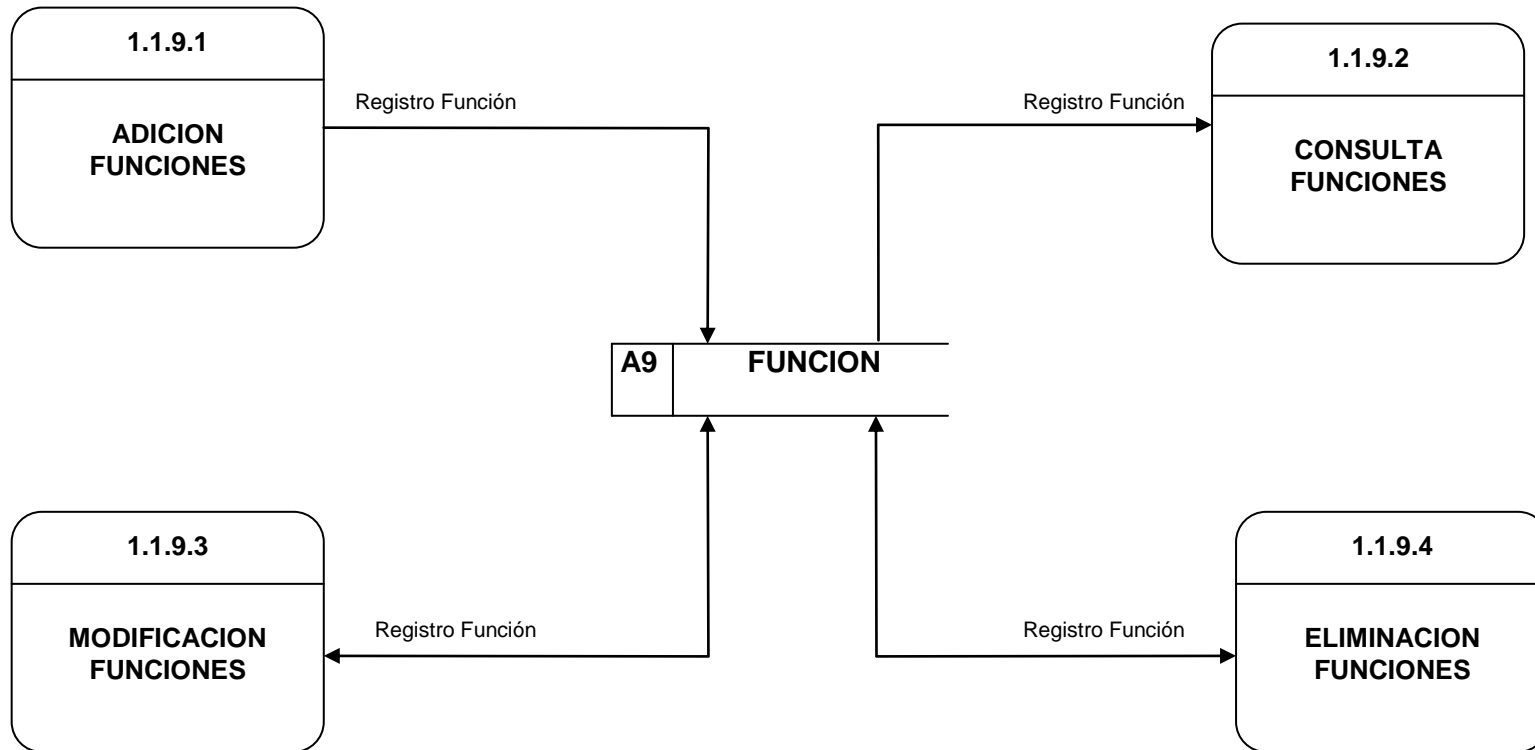 1.1.9.1
ADICION
FUNCIONES
Registro Función
Registro Función
1.1.9.2
CONSULTA
FUNCIONES
A9 FUNCION
1.1.9.3
MODIFICACION
FUNCIONES
Registro Función
Registro Función
1.1.9.4
ELIMINACION
FUNCIONES